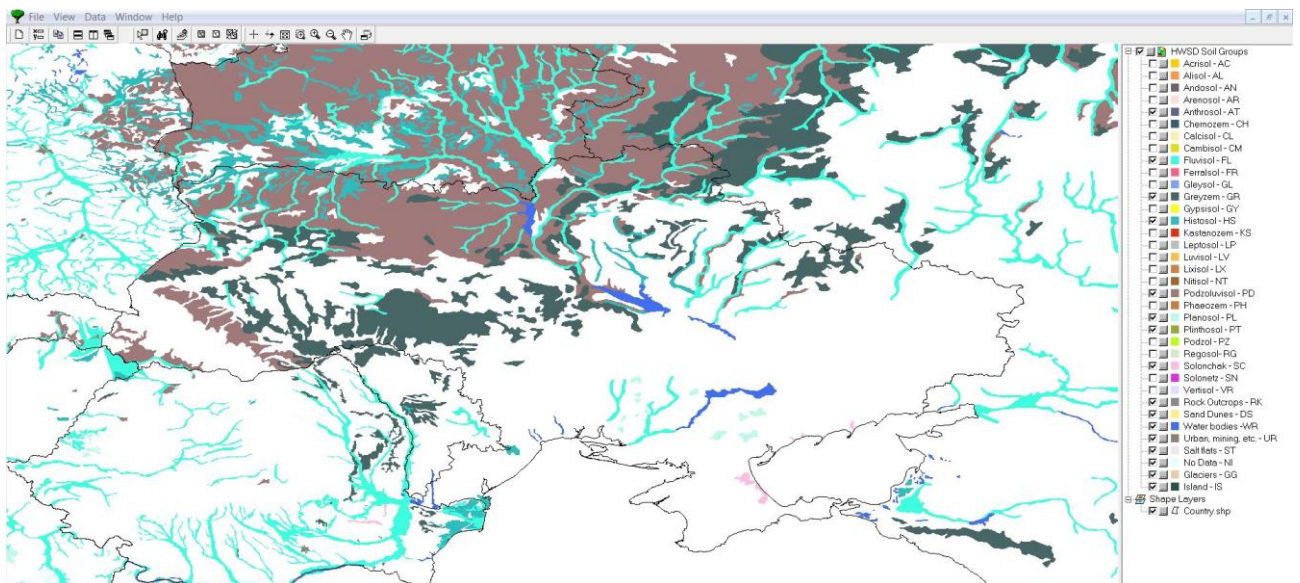 File View Data Window Help
HWSD Soil Groups
Acrisol - AC
Alisol - AL
Andosol - AN
Arenosol - AR
Anthrosol - AT
Chernozem - CH
Calcisol - CL
Cambisol - CM
Fluvisol - FL
Ferralsol - FR
Gleysol - GL
Greyzem - GR
Gypsisol - GY
Histosol - HS
Kastanozem - KS
Leptosol - LP
Luvisol - LV
Lixisol - LX
Nitisol - NT
Podzoluvisol - PD
Phaeozem - PH
Planosol - PL
Plinthosol - PT
Podzol - PZ
Regosol - RG
Solonchak - SC
Solonetz - SN
Vertisol - VR
Rock Outcrops - RK
Sand Dunes - DS
Water bodies -WR
Urban, mining, etc. - UR
Salt flats - ST
No Data - NI
Glaciers - GG
Island - IS
Shape Layers
Country.shp